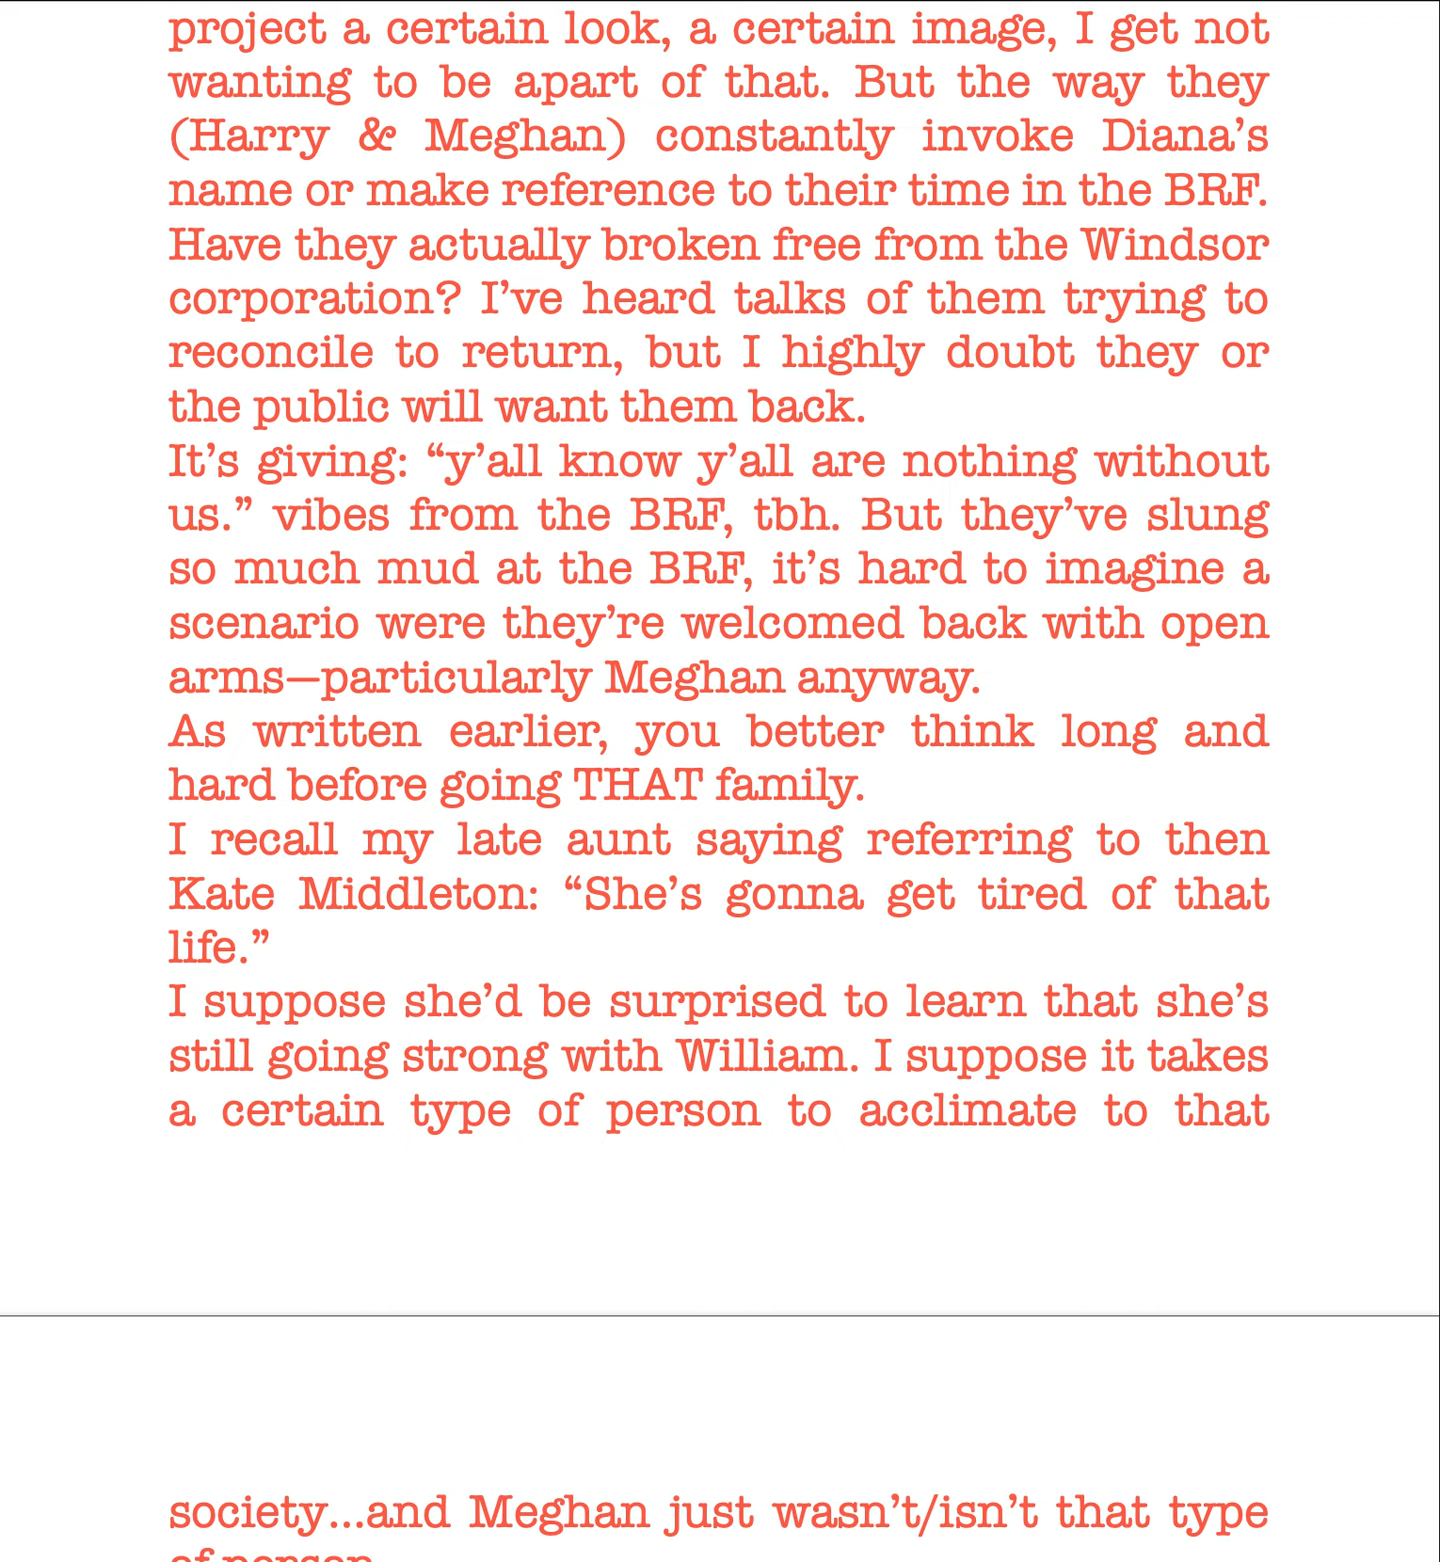 project a certain look, a certain image, I get not
wanting to be apart of that. But the way they
(Harry & Meghan) constantly invoke Diana’s
name or make reference to their time in the BRF.
Have they actually broken free from the Windsor
corporation? I’ve heard talks of them trying to
reconcile to return, but I highly doubt they or
the public will want them back.
It’s giving: “y’all know y’all are nothing without
us.” vibes from the BRF, tbh. But they’ve slung
so much mud at the BRF, it’s hard to imagine a
scenario were they’re welcomed back with open
arms—particularly Meghan anyway.
As written earlier, you better think long and
hard before going THAT family.
I recall my late aunt saying referring to then
Kate Middleton: “She’s gonna get tired of that
life.”
I suppose she’d be surprised to learn that she’s
still going strong with William. I suppose it takes
a certain type of person to acclimate to that
society...and Meghan just wasn’t/isn’t that type
of person